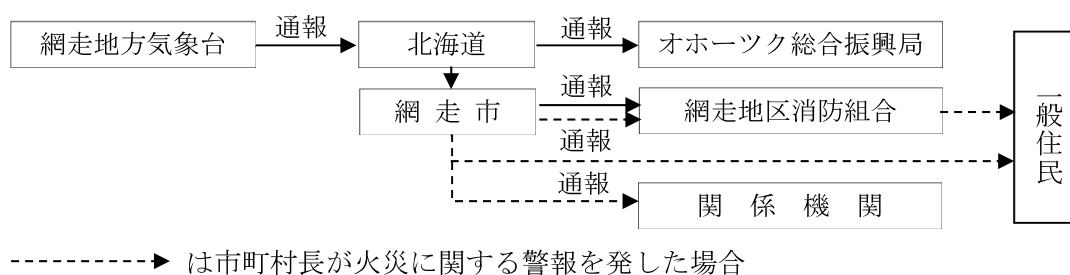 通報
通報
網走地方気象台
北海道
オホーツク総合振興局
通報
網走市
網走地区消防組合
通報
一般住民
通報
関係機関
は市町村長が火災に関する警報を発した場合